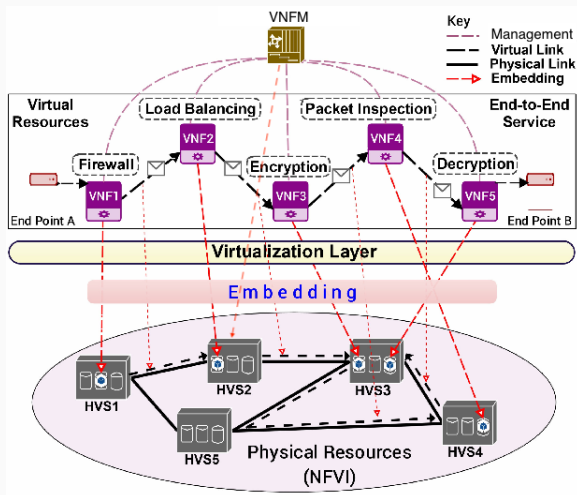 VNFM
Key
Management
Virtual Link
Physical Link
Embedding
Virtual
Resources
Load Balancing
Packet Inspection
End-to-End
Service
VNF2
VNF4
Firewall
Encryption
Decryption
VNF1
VNF3
VNF5
End Point A
End Point B
Virtualization Layer
Embedding
HVS1
HVS2
HVS3
HVS5
HVS4
Physical Resources
(NFVI)